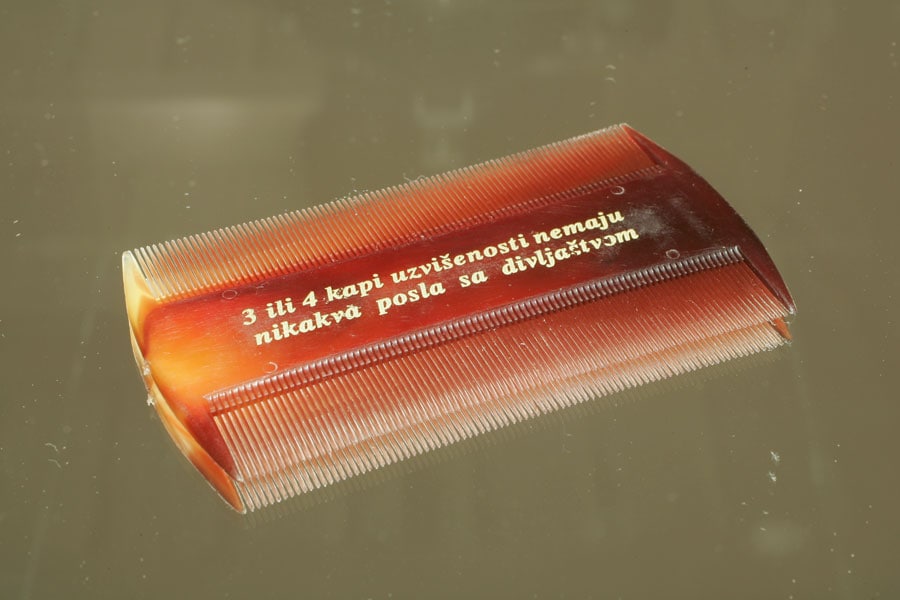 3 ili 4 kapi uzvišenosti nemaju
nikakva posla sa divljaštvom